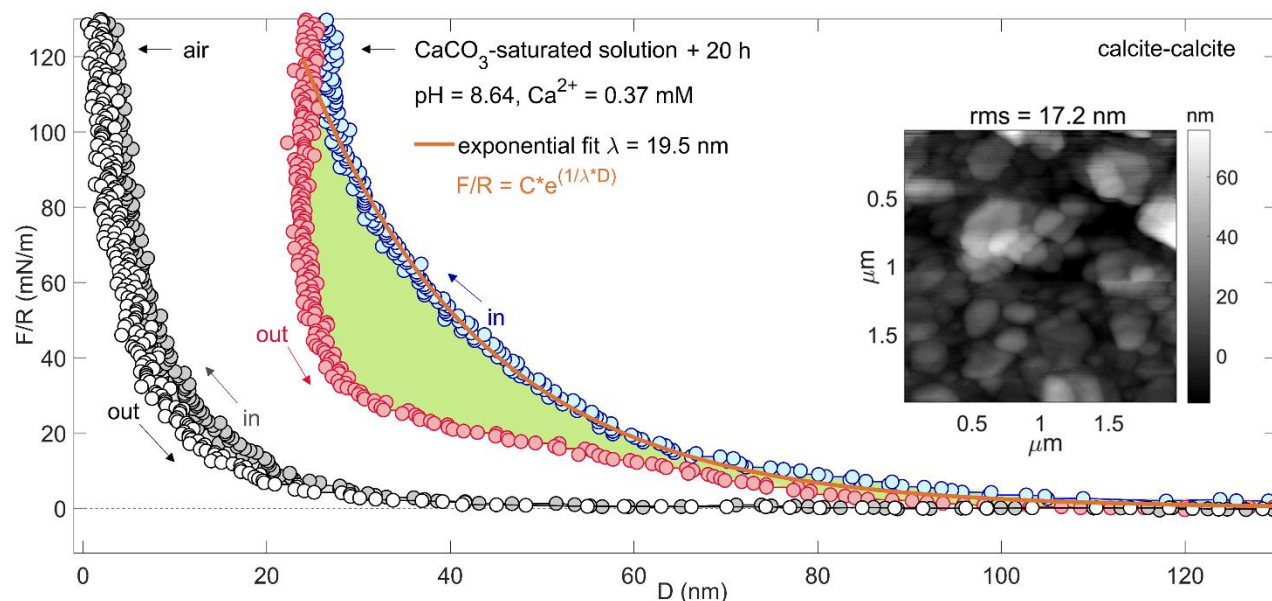 air
CaCO3-saturated solution + 20 h
calcite-calcite
pH = 8.64, Ca2+ = 0.37 mM
rms = 17.2 nm
nm
exponential fit λ = 19.5 nm
F/R = C*e(1/λ*D)
60
40
20
0
0.5
1
1.5
μm
0.5
1
1.5
μm
in
out
in
out
120
100
80
60
40
20
0
F/R (mN/m)
0
20
40
60
80
100
120
D (nm)